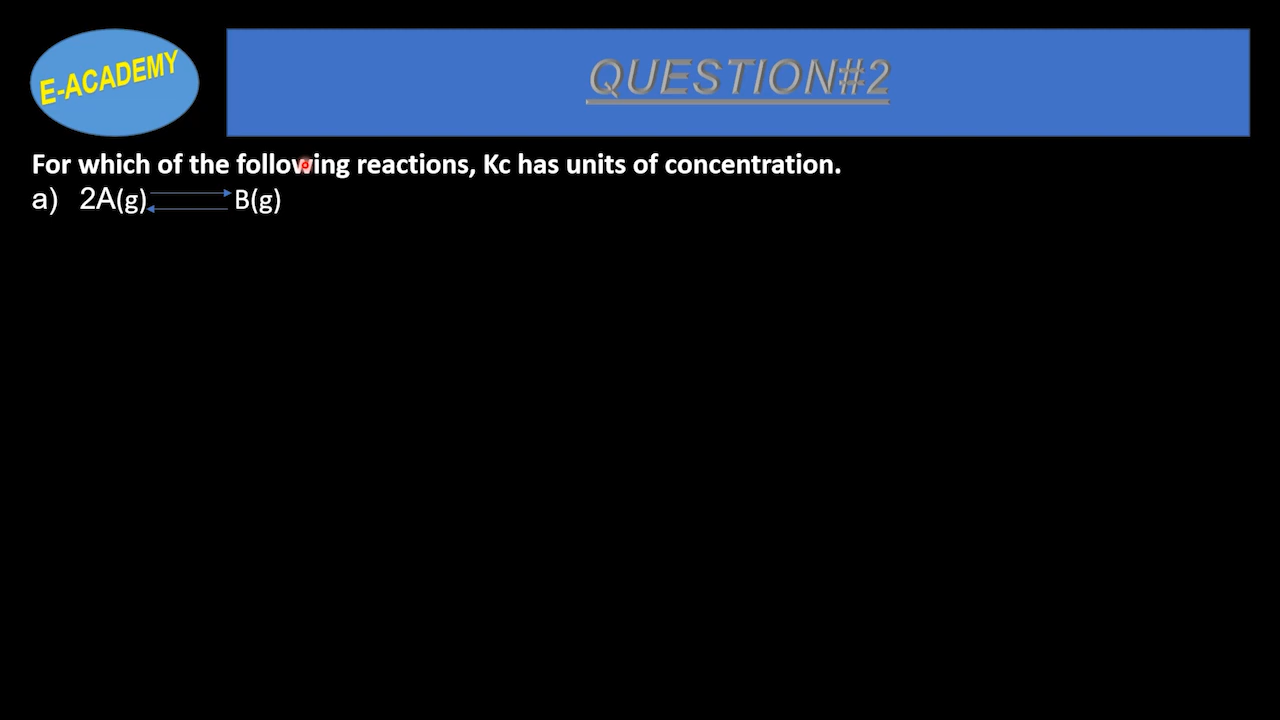 E-ACADEMY
QUESTION#2
For which of the following reactions, Kc has units of concentration.
a) 2A(g) ⇌ B(g)